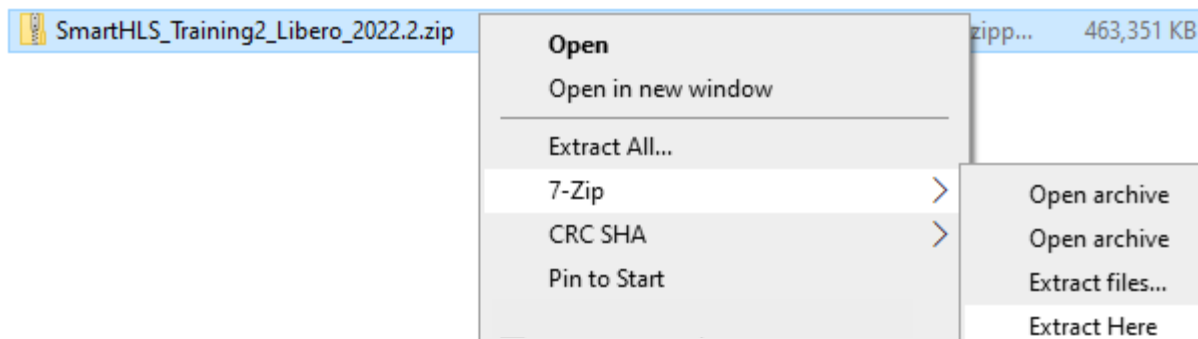 SmartHLS_Training2_Libero_2022.2.zip
zipp... 463,351 KB
Open
Open in new window
Extract All...
7-Zip
CRC SHA
Pin to Start
Open archive
Open archive
Extract files...
Extract Here